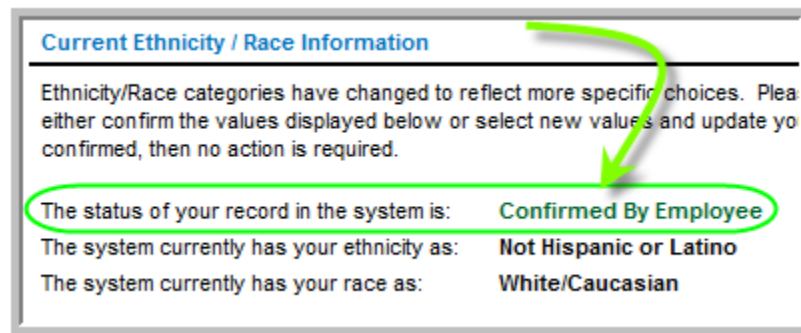 Current Ethnicity / Race Information
Ethnicity/Race categories have changed to reflect more specific choices.
either confirm the values displayed below or select new values and update
confirmed, then no action is required.
The status of your record in the system is: Confirmed By Employee
The system currently has your ethnicity as: Not Hispanic or Latino
The system currently has your race as: White/Caucasian